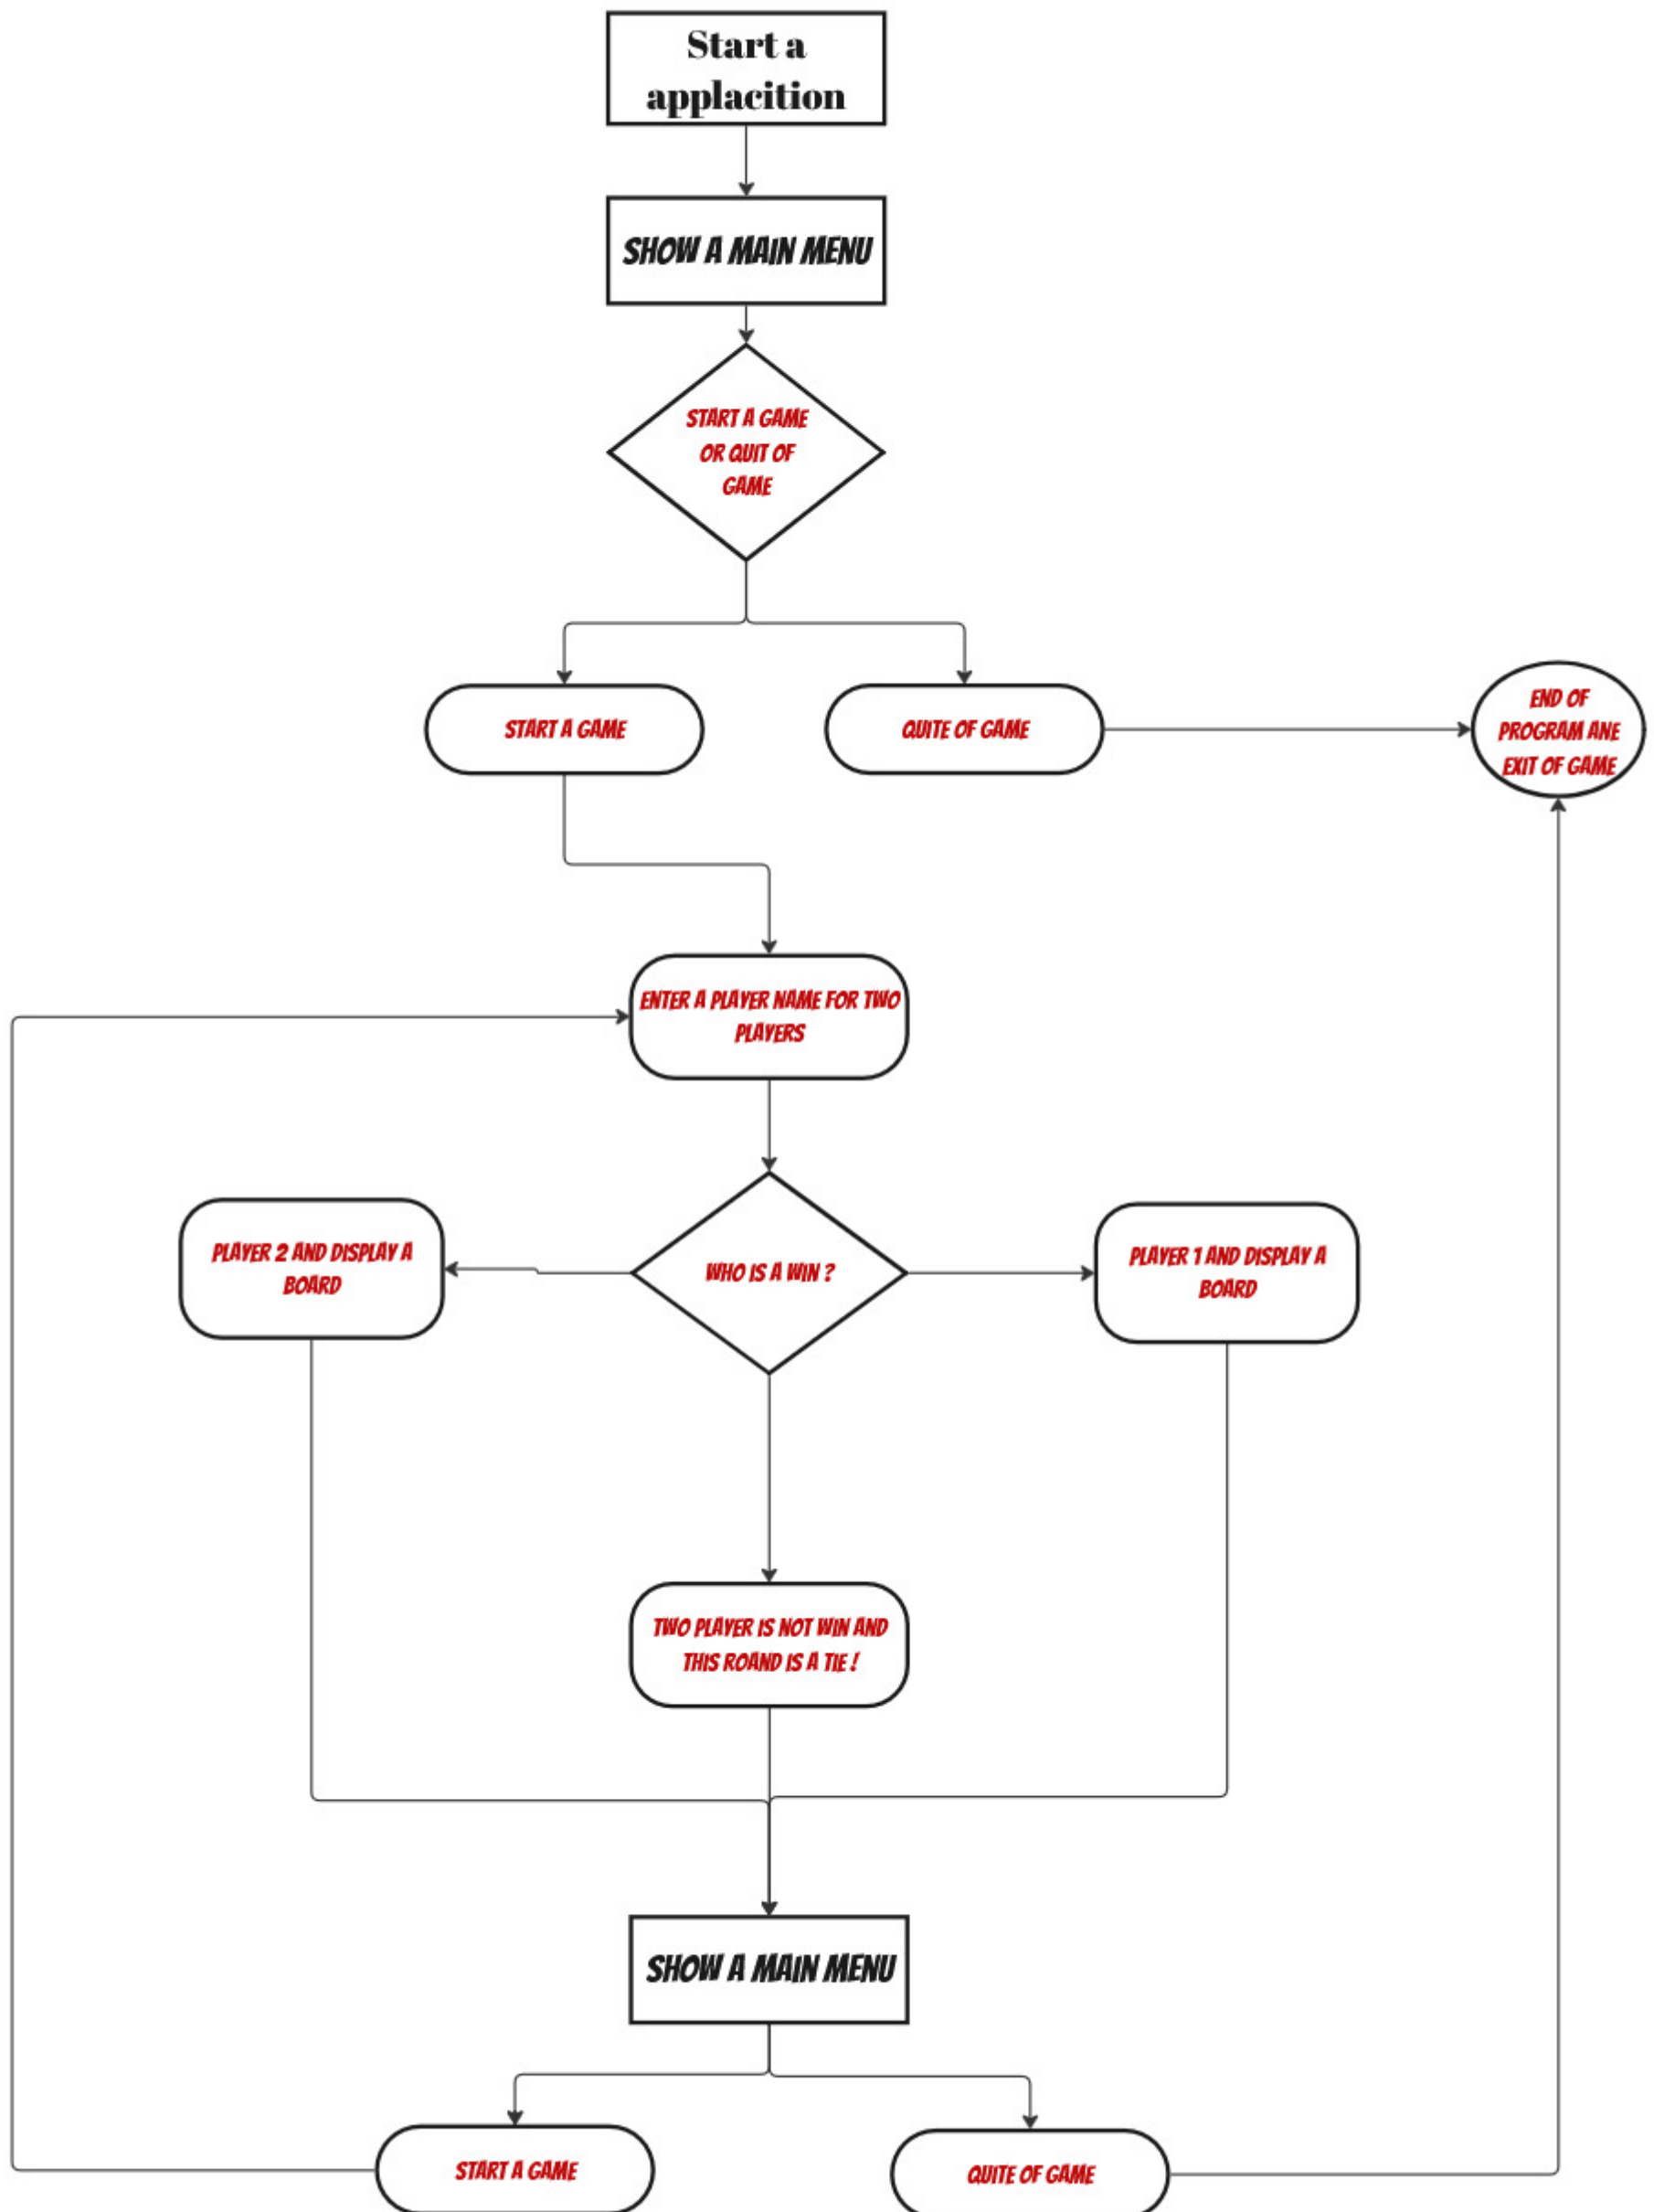 Start a
applacition
SHOW A MAIN MENU
START A GAME
OR QUIT OF
GAME
START A GAME
QUITE OF GAME
END OF
PROGRAM ANE
EXIT OF GAME
ENTER A PLAYER NAME FOR TWO
PLAYERS
PLAYER 2 AND DISPLAY A
BOARD
WHO IS A WIN ?
PLAYER 1 AND DISPLAY A
BOARD
TWO PLAYER IS NOT WIN AND
THIS ROAND IS A TIE !
SHOW A MAIN MENU
START A GAME
QUITE OF GAME